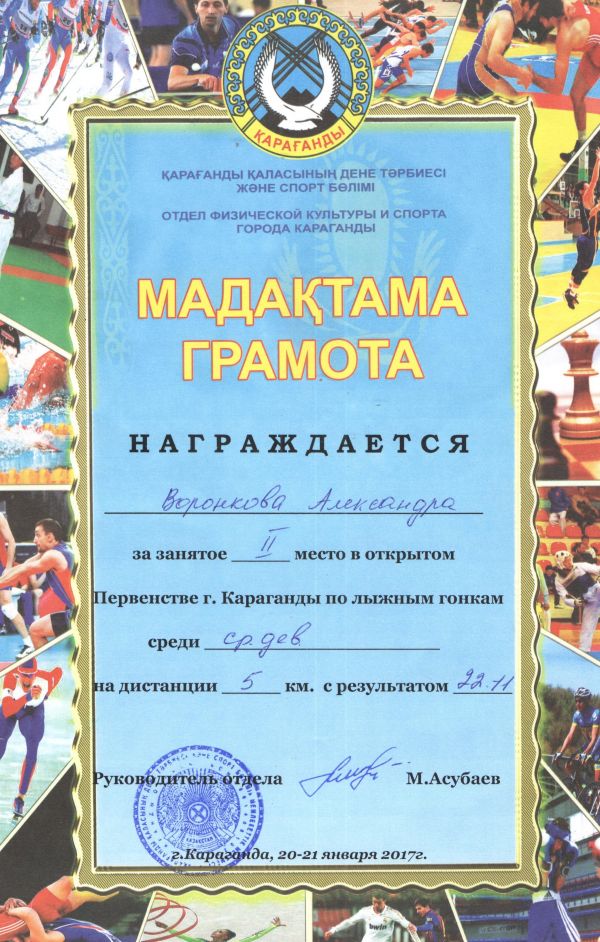 ҚАРАҒАНДЫ
ҚАРАҒАНДЫ ҚАЛАСЫНЫҢ ДЕНЕ ТӘРБИЕСІ
ЖӘНЕ СПОРТ БӨЛІМІ
ОТДЕЛ ФИЗИЧЕСКОЙ КУЛЬТУРЫ И СПОРТА
ГОРОДА КАРАГАНДЫ
МАДАҚТАМА
ГРАМОТА
НАГРАЖДАЕТСЯ
Воронкова Александра
за занятое II место в открытом
Первенстве г. Караганды по лыжным гонкам
среди ср.дев.
на дистанции 5 км. с результатом 22.11
Руководитель отдела М.Асубаев
ҚАЗАҚСТАН
г.Караганда, 20-21 января 2017г.
bwin